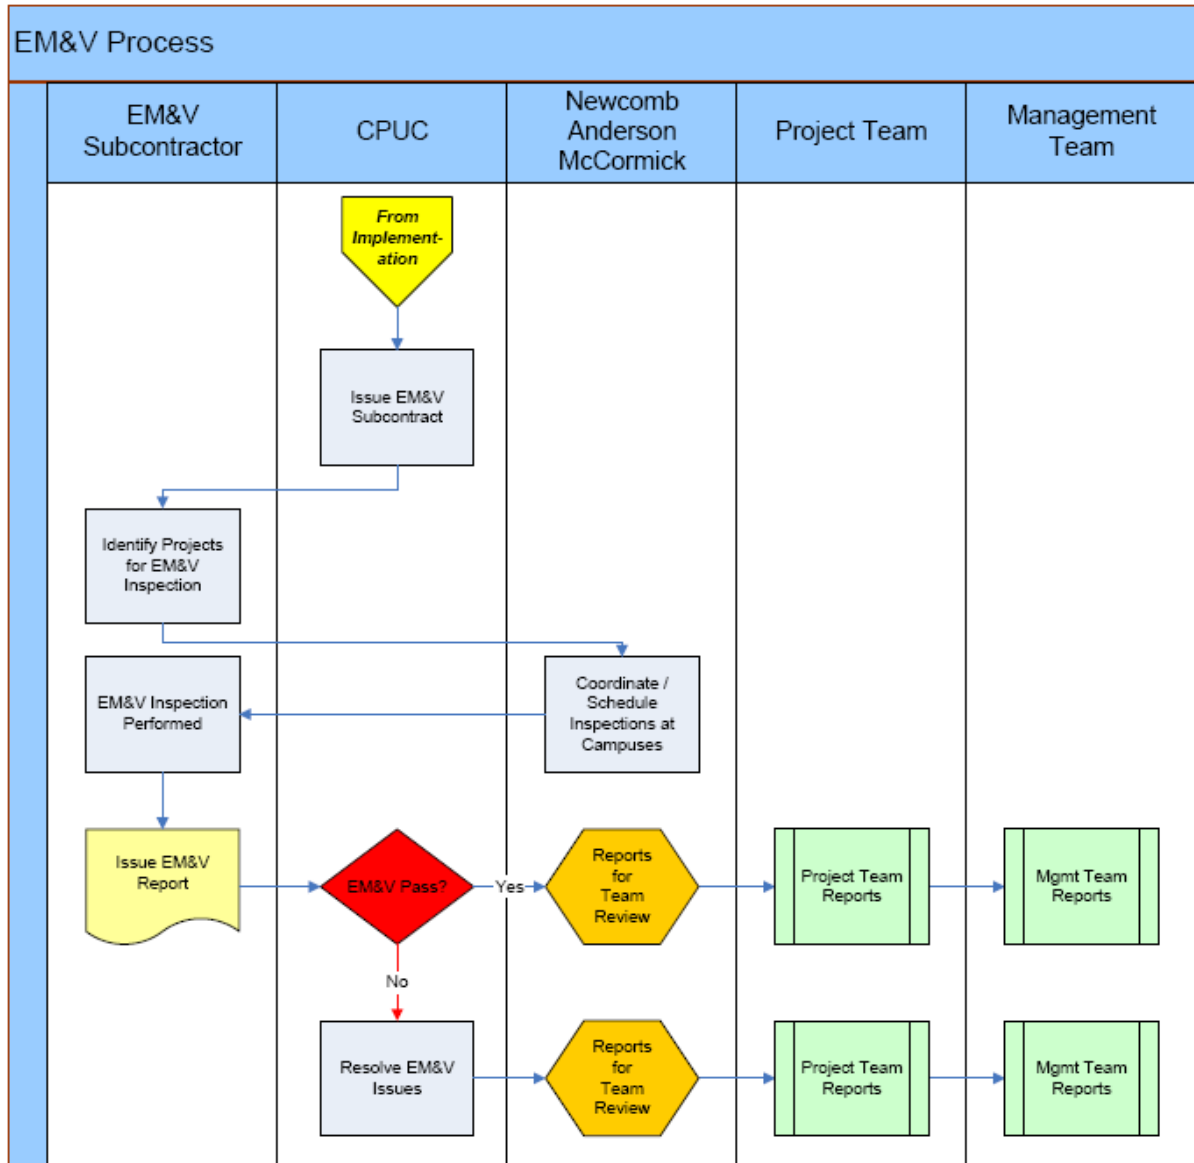 EM&V Process
EM&V
Subcontractor
CPUC
Newcomb
Anderson
McCormick
Project Team
Management
Team
From
Implement-
ation
Issue EM&V
Subcontract
Identify Projects
for EM&V
Inspection
EM&V Inspection
Performed
Coordinate /
Schedule
Inspections at
Campuses
Issue EM&V
Report
EM&V Pass?
Yes
Reports
for
Team
Review
Project Team
Reports
Mgmt Team
Reports
No
Resolve EM&V
Issues
Reports
for
Team
Review
Project Team
Reports
Mgmt Team
Reports